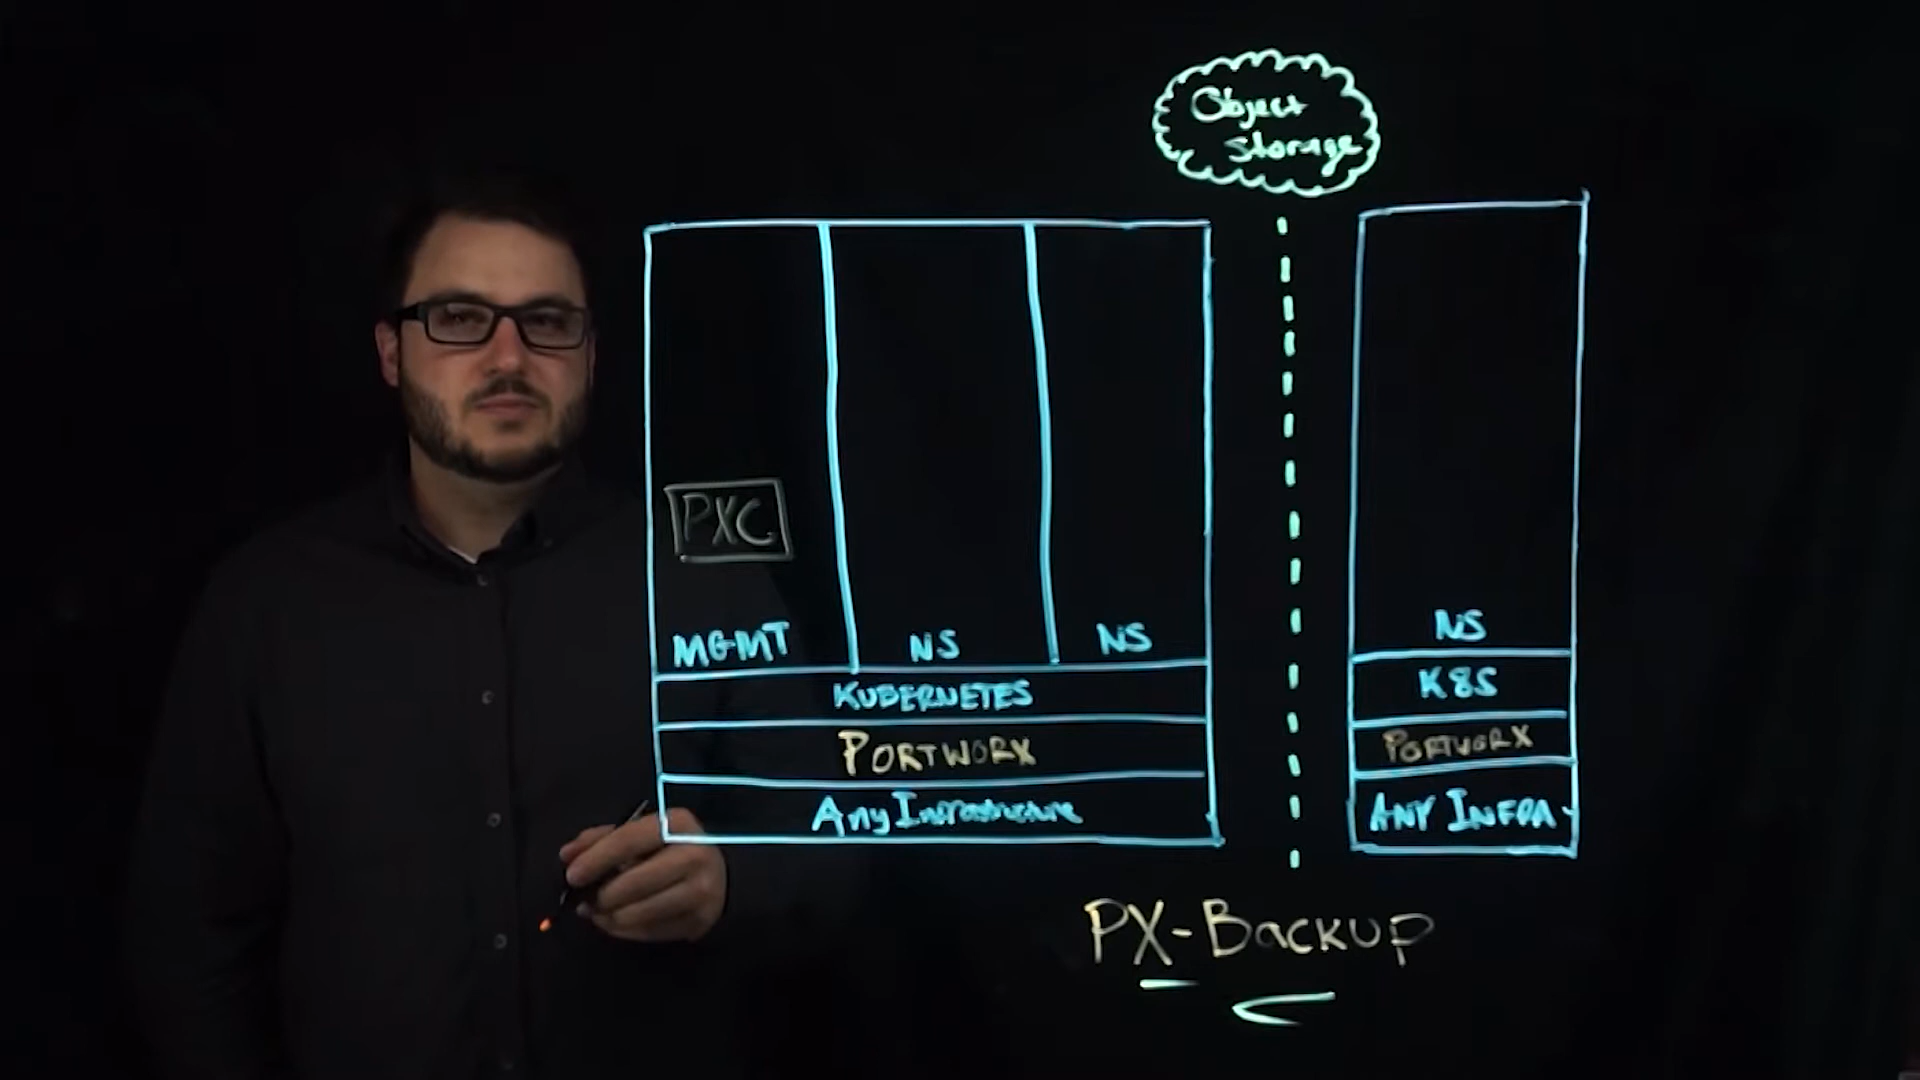 Object
Storage
PXC
MGMT
NS
NS
KUBERNETES
PORTWORX
Any Infrastructure
NS
K8S
PORTWORX
ANY INFRA
PX-Backup